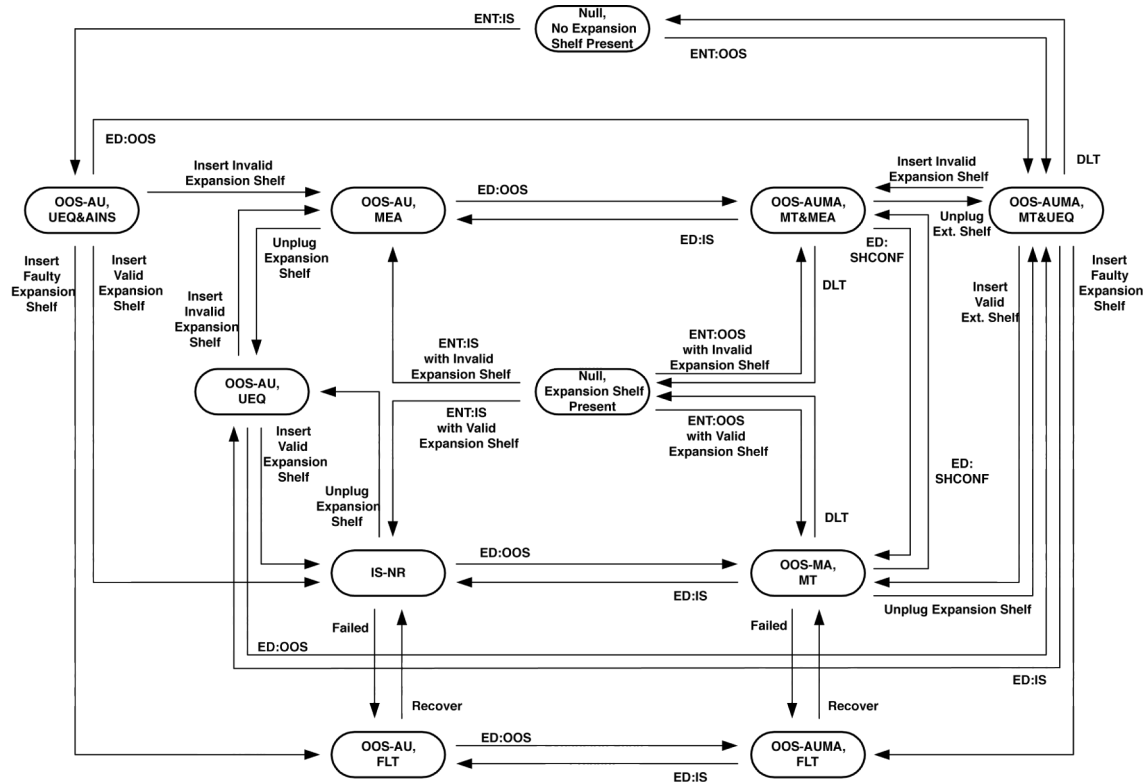 Null,
No Expansion
Shelf Present
ENT:IS
ENT:OOS
ED:OOS
DLT
Insert Invalid
Expansion Shelf
OOS-AU,
UEQ&AINS
OOS-AU,
MEA
ED:OOS
ED:IS
OOS-AUMA,
MT&MEA
Insert Invalid
Expansion Shelf
Unplug
Ext. Shelf
OOS-AUMA,
MT&UEQ
Insert
Faulty
Expansion
Shelf
Insert
Valid
Expansion
Shelf
Unplug
Expansion
Shelf
Insert
Invalid
Expansion
Shelf
ED:
SHCONF
DLT
Insert
Valid
Ext. Shelf
Insert
Faulty
Expansion
Shelf
ENT:IS
with Invalid
Expansion Shelf
ENT:OOS
with Invalid
Expansion Shelf
OOS-AU,
UEQ
Null,
Expansion Shelf
Present
ENT:IS
with Valid
Expansion Shelf
ENT:OOS
with Valid
Expansion Shelf
Insert
Valid
Expansion
Shelf
Unplug
Expansion
Shelf
ED:
SHCONF
DLT
IS-NR
ED:OOS
ED:IS
OOS-MA,
MT
Unplug Expansion Shelf
Failed
Failed
ED:OOS
ED:IS
Recover
Recover
OOS-AU,
FLT
ED:OOS
ED:IS
OOS-AUMA,
FLT